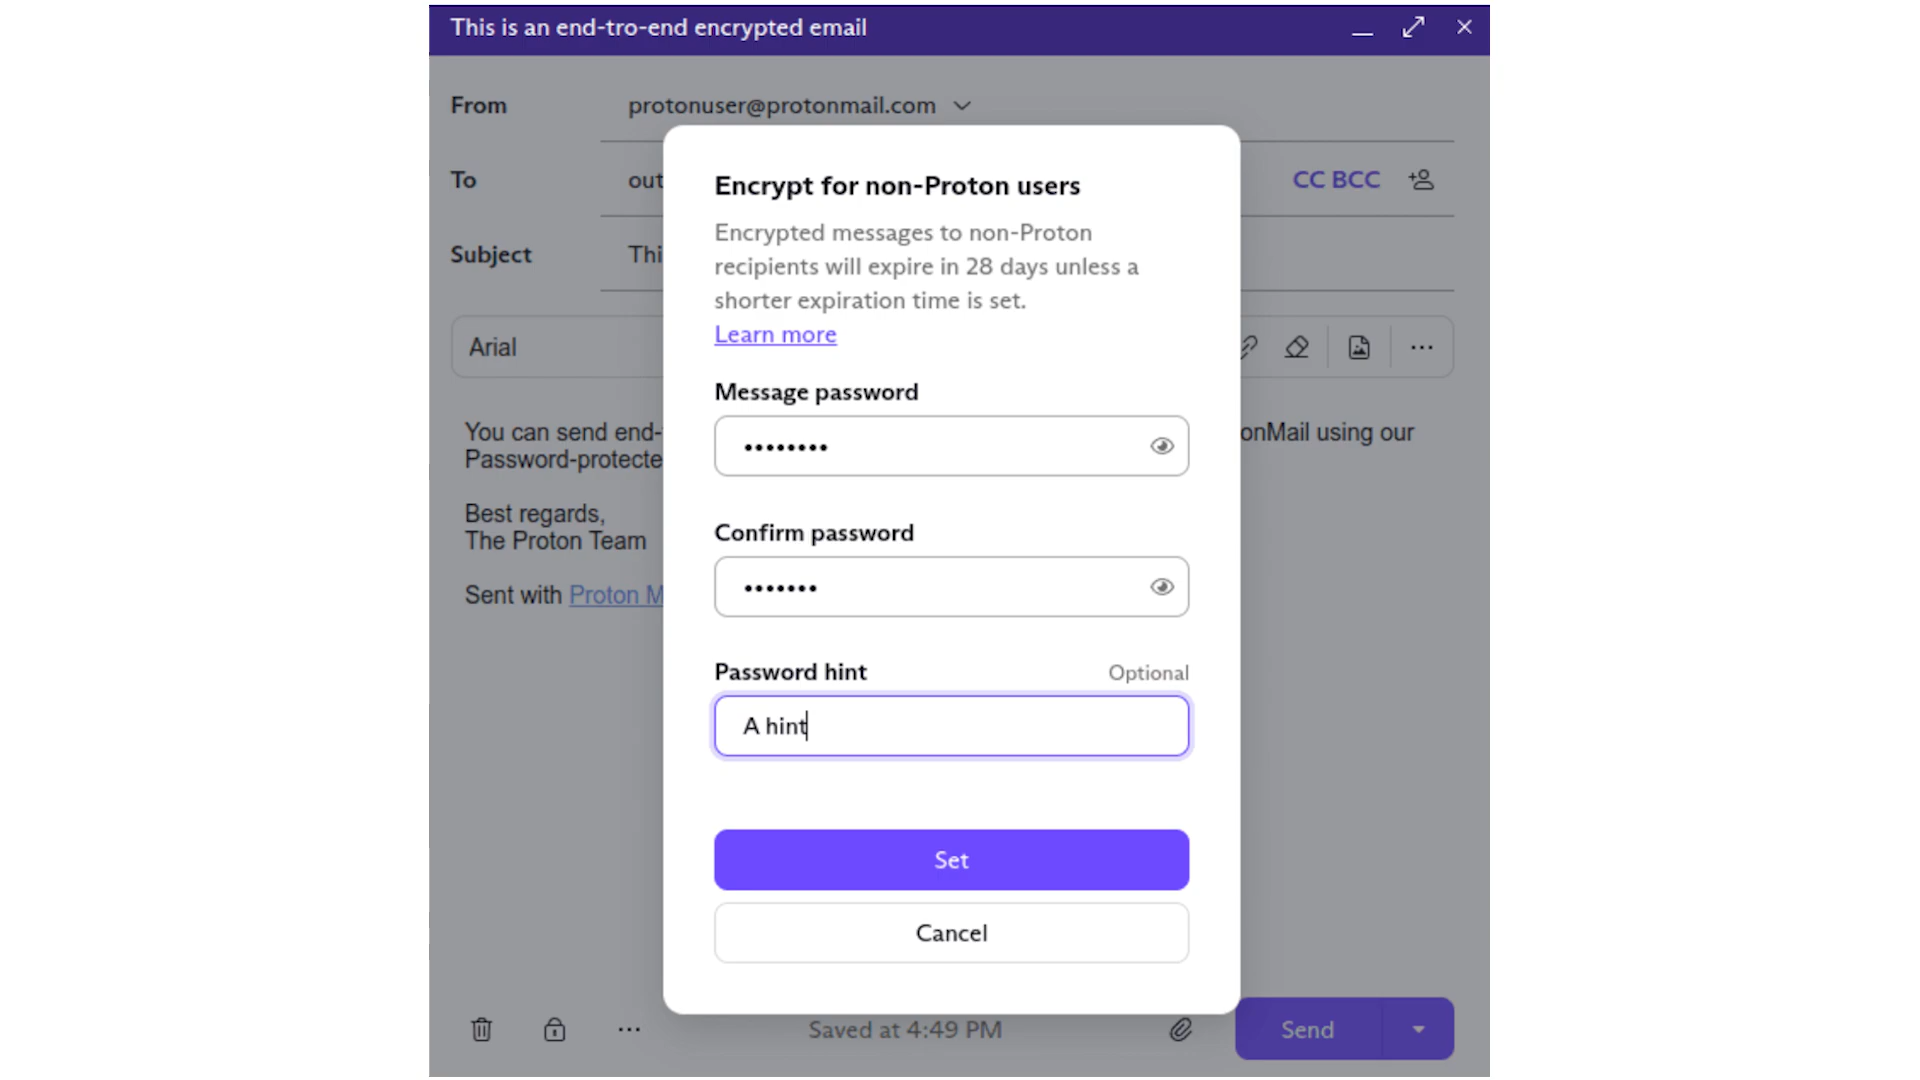 This is an end-tro-end encrypted email
From protonuser@protonmail.com
To out CC BCC
Subject Thi
Encrypt for non-Proton users
Encrypted messages to non-Proton
recipients will expire in 28 days unless a
shorter expiration time is set.
Learn more
Arial
Message password
••••••••
You can send end- onMail using our
Password-protecte
Best regards,
The Proton Team
Confirm password
•••••••
Sent with Proton M
Password hint Optional
A hint
Set
Cancel
Saved at 4:49 PM
Send